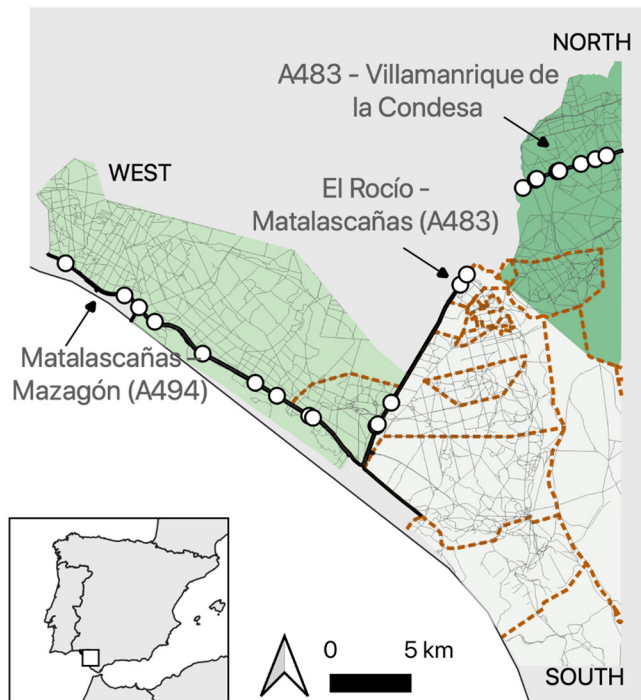 NORTH
A483 - Villamanrique de
la Condesa
WEST
El Rocío -
Matalascañas (A483)
Matalascañas -
Mazagón (A494)
0 5 km
SOUTH